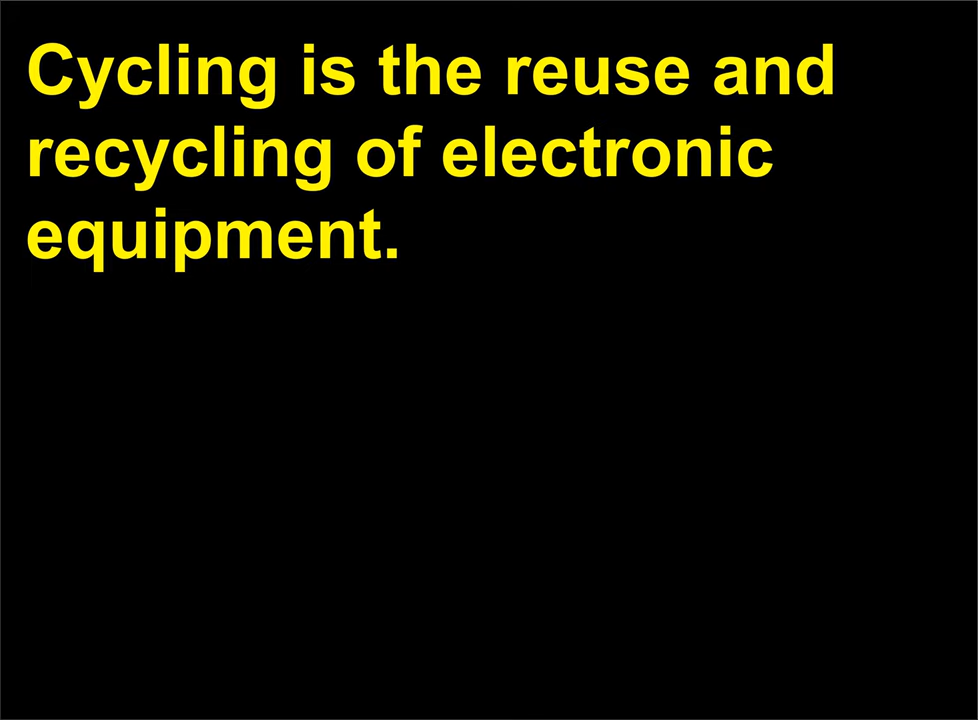 Cycling is the reuse and
recycling of electronic
equipment.